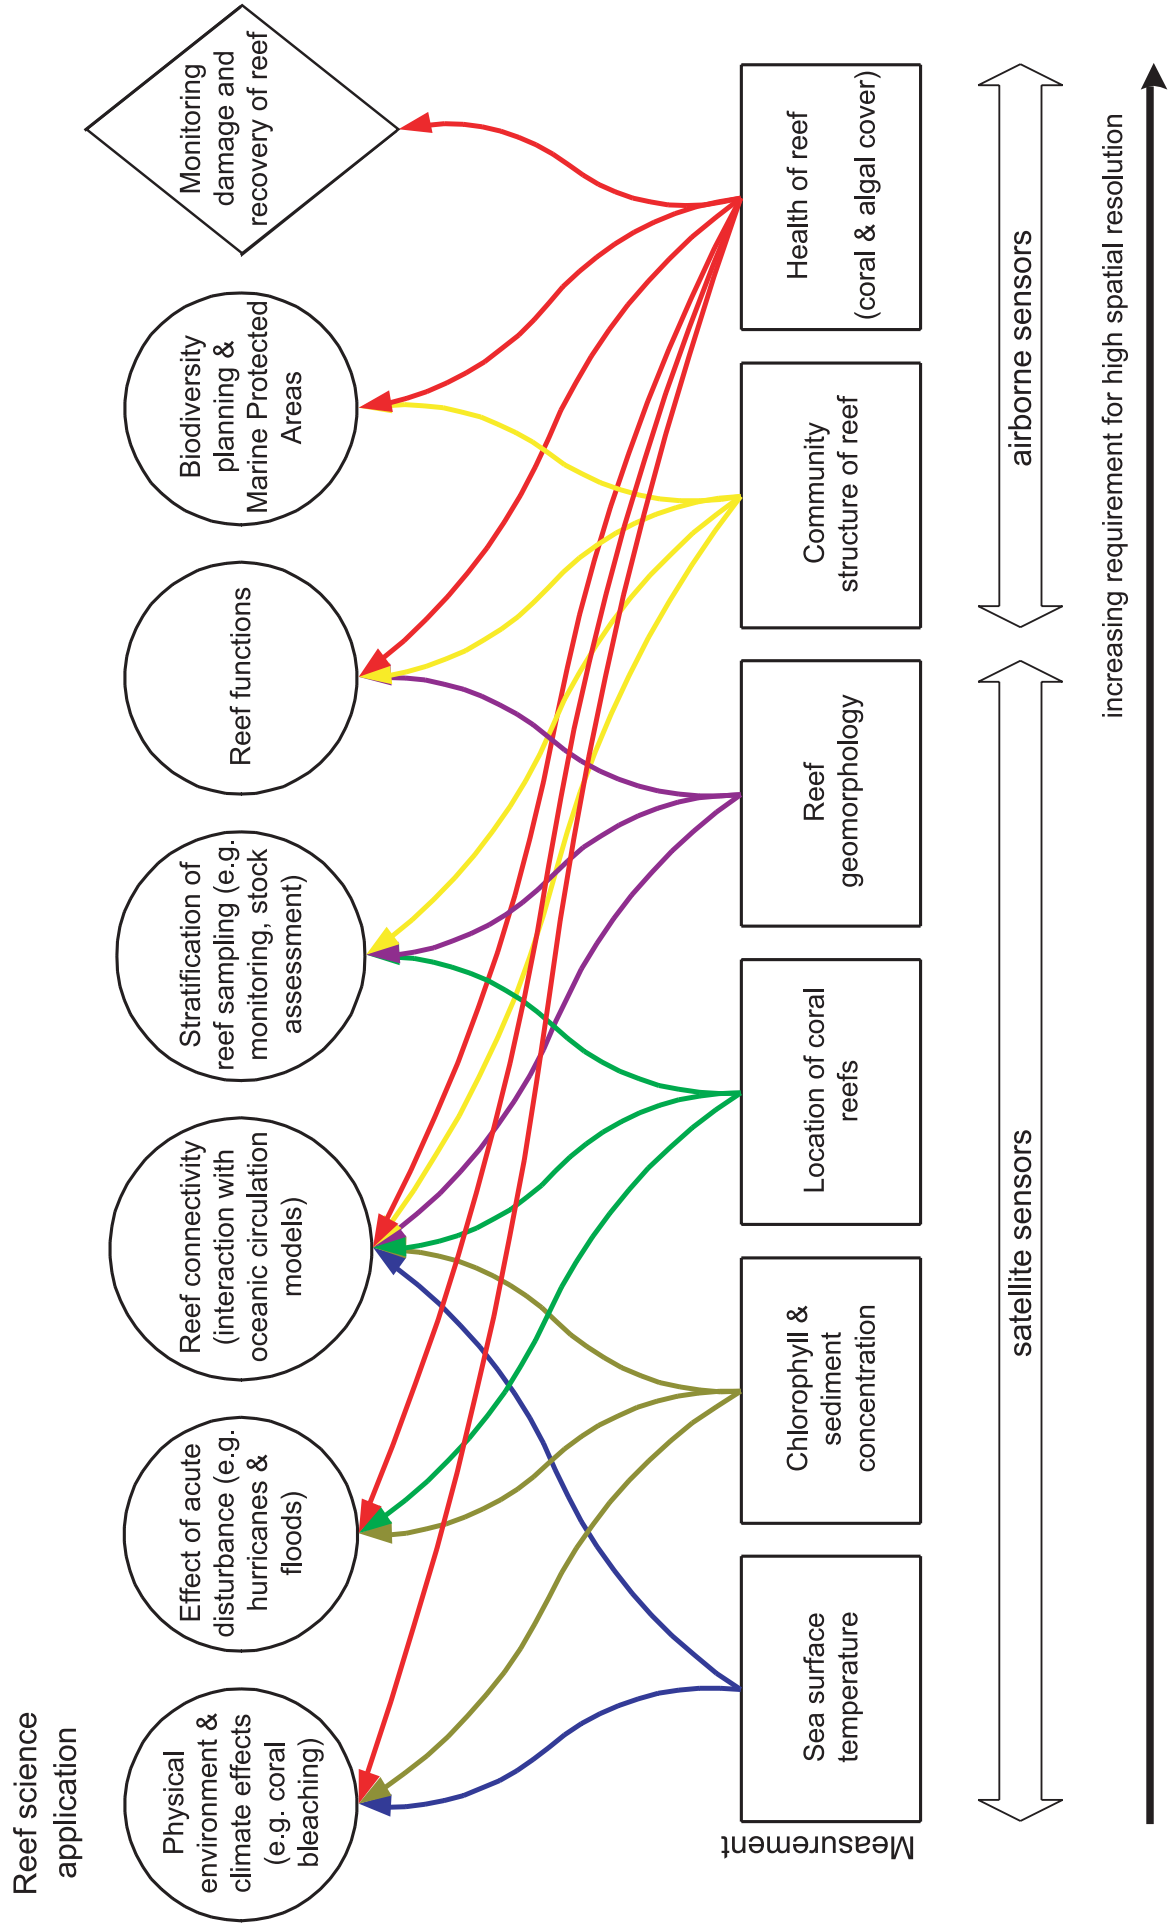 Reef science
application
Physical
environment &
climate effects
(e.g. coral
bleaching)
Effect of acute
disturbance (e.g.
hurricanes &
floods)
Reef connectivity
(interaction with
oceanic circulation
models)
Stratification of
reef sampling (e.g.
monitoring, stock
assessment)
Reef functions
Biodiversity
planning &
Marine Protected
Areas
Monitoring
damage and
recovery of reef
Measurement
Sea surface
temperature
Chlorophyll &
sediment
concentration
Location of coral
reefs
Reef
geomorphology
Community
structure of reef
Health of reef
(coral & algal cover)
satellite sensors
airborne sensors
increasing requirement for high spatial resolution